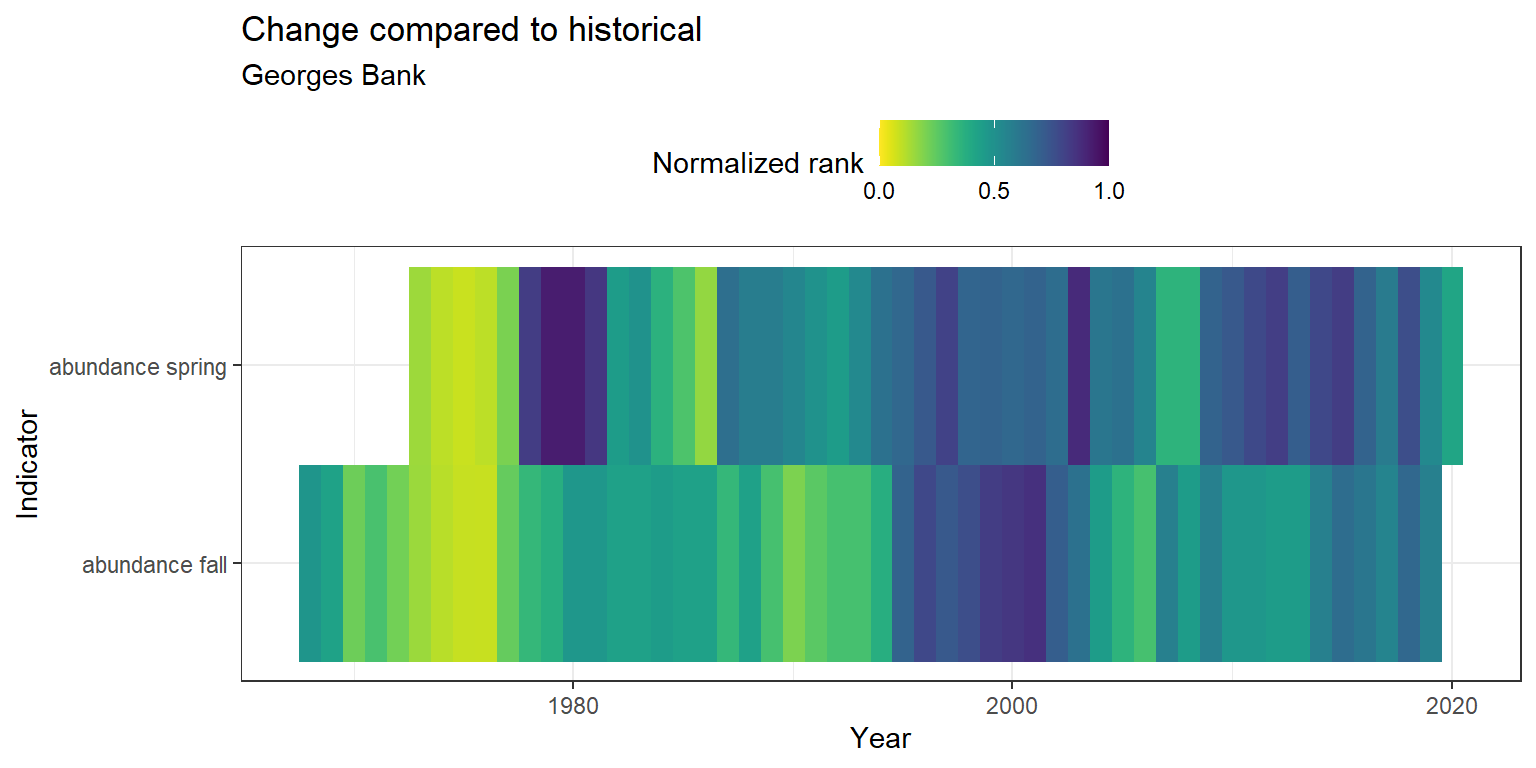 Change compared to historical
Georges Bank
Normalized rank
0.0 0.5 1.0
abundance spring
abundance fall
Indicator
1980 2000 2020
Year